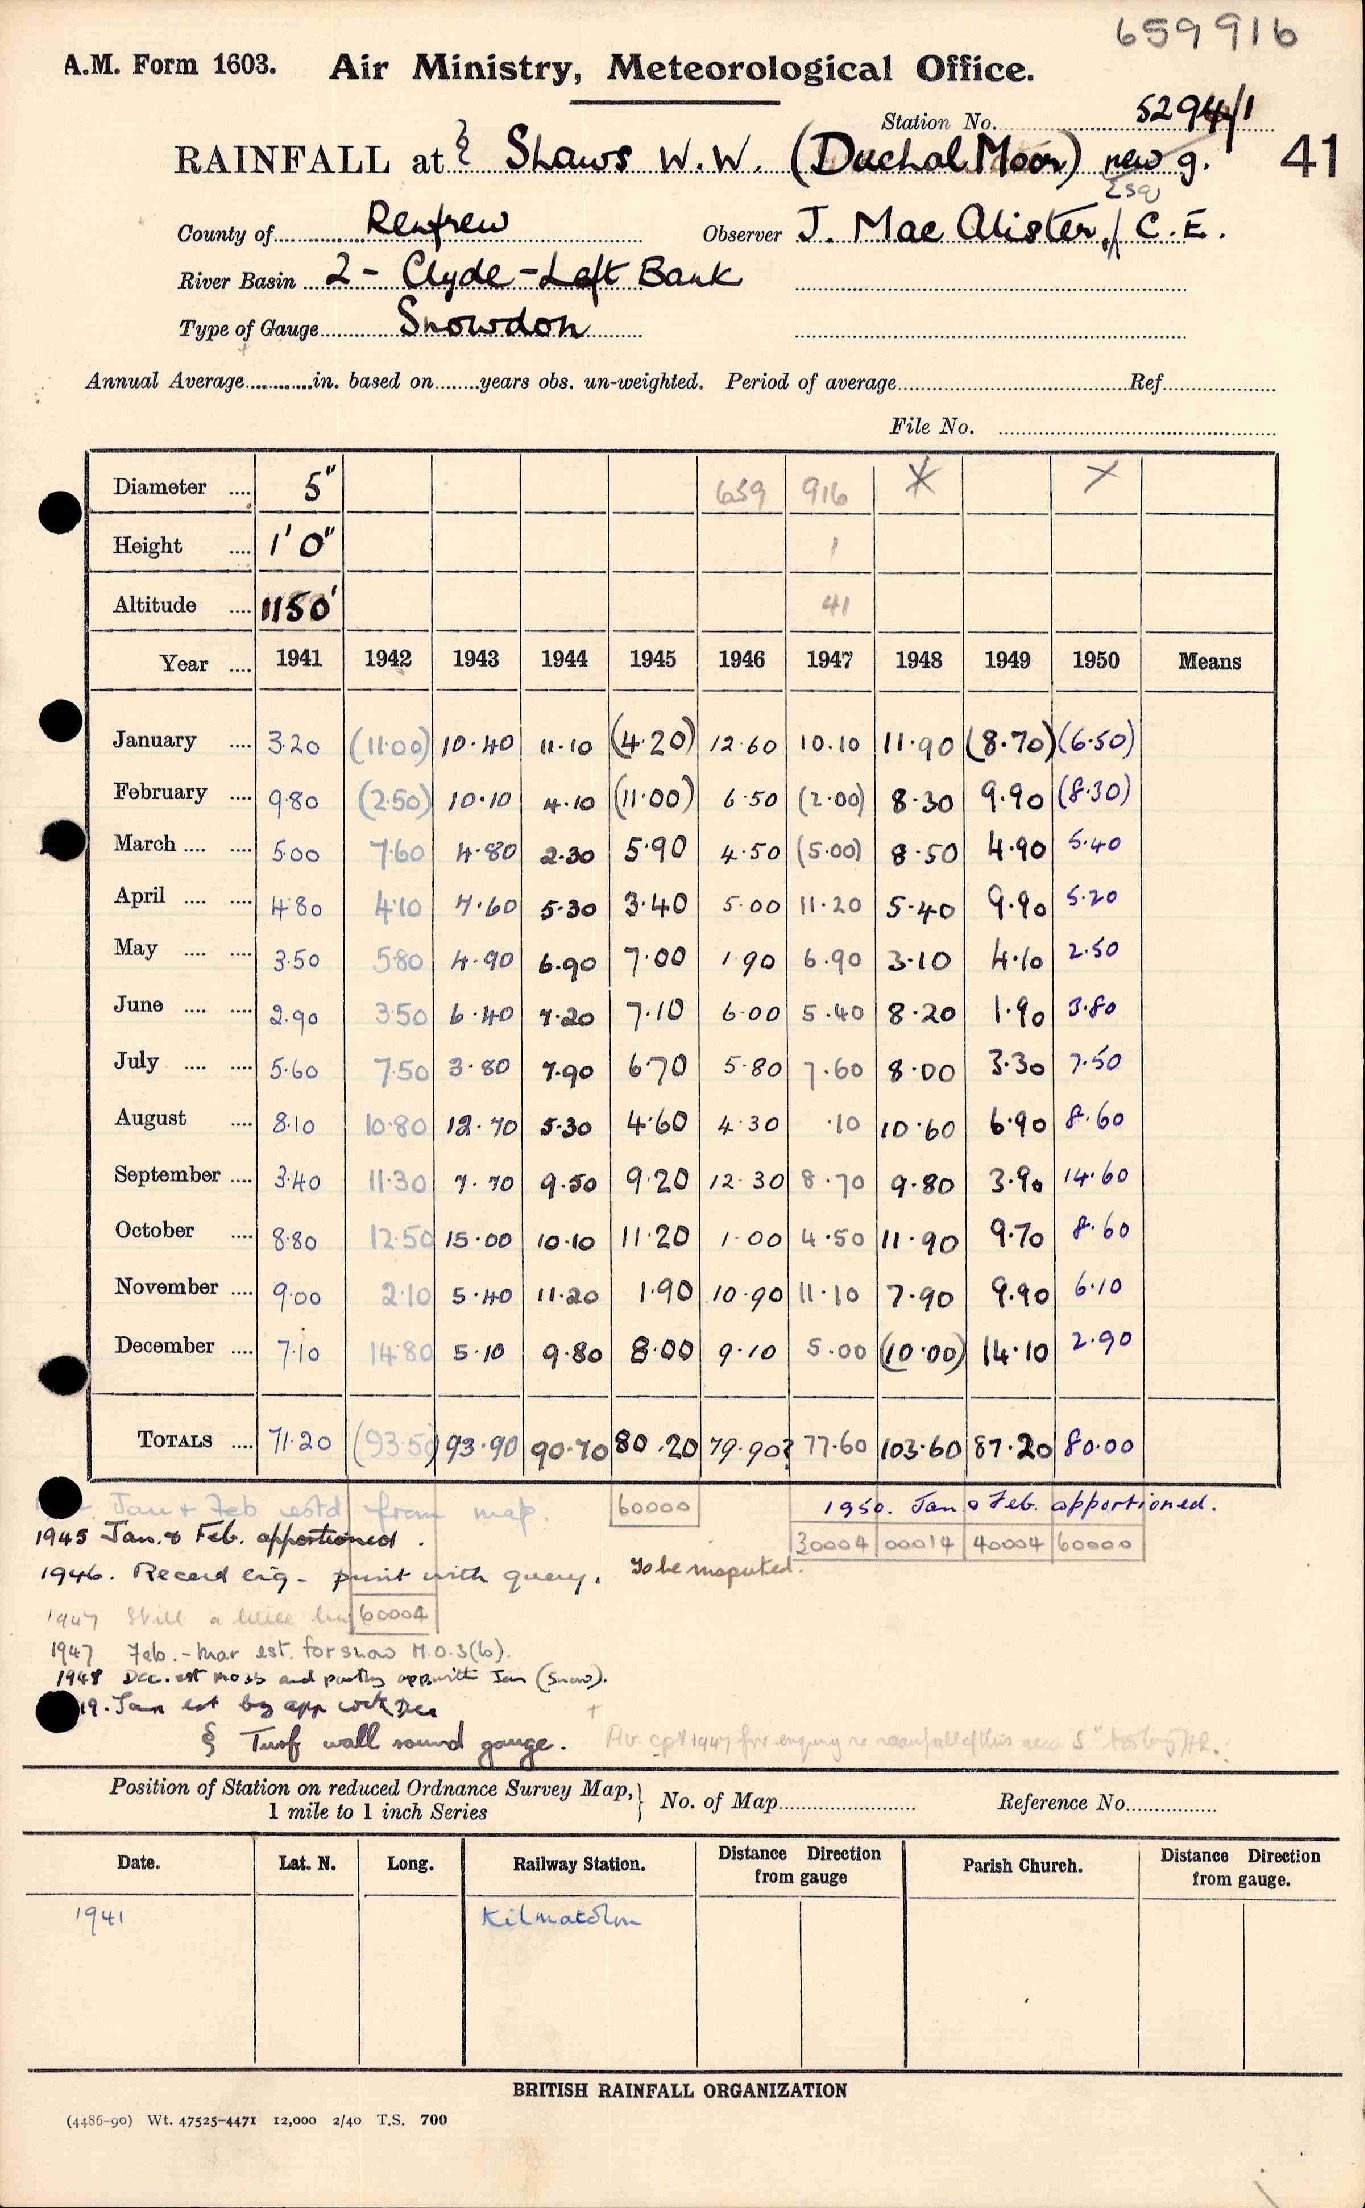 659916
A.M. Form 1603. Air Ministry, Meteorological Office.
Station No. 5294/1
RAINFALL at § Shaws W.W. (Duchal Moor) new g. 41
Esq
County of Renfrew Observer J. Mac Alister, C.E.
River Basin 2 - Clyde - Left Bank
Type of Gauge Snowdon
Annual Average............in. based on........years obs. un-weighted. Period of average............Ref............
File No. ............
Diameter .... 5" 659 916
Height .... 1' 0" 1
Altitude .... 1150' 41
Year .... 1941 1942 1943 1944 1945 1946 1947 1948 1949 1950 Means
January .... 3.20 (11.00) 10.40 11.10 (4.20) 12.60 10.10 11.90 (8.70) (6.50)
February .... 9.80 (2.50) 10.10 4.10 (11.00) 6.50 (2.00) 8.30 9.90 (8.30)
March .... .... 5.00 7.60 4.80 2.30 5.90 4.50 (5.00) 8.50 4.90 5.40
April .... .... 4.80 4.10 7.60 5.30 3.40 5.00 11.20 5.40 9.90 5.20
May .... .... 3.50 5.80 4.90 6.90 7.00 1.90 6.90 3.10 4.10 2.50
June .... .... 2.90 3.50 6.40 7.20 7.10 6.00 5.40 8.20 1.90 3.80
July .... .... 5.60 7.50 3.80 7.90 6.70 5.80 7.60 8.00 3.30 7.50
August .... 8.10 10.80 12.70 5.30 4.60 4.30 .10 10.60 6.90 8.60
September .... 3.40 11.30 7.70 9.50 9.20 12.30 8.70 9.80 3.90 14.60
October .... 8.80 12.50 15.00 10.10 11.20 1.00 4.50 11.90 9.70 8.60
November .... 9.00 2.10 5.40 11.20 1.90 10.90 11.10 7.90 9.90 6.10
December .... 7.10 14.80 5.10 9.80 8.00 9.10 5.00 (10.00) 14.10 2.90
TOTALS .... 71.20 (93.50) 93.90 90.70 80.20 79.90? 77.60 103.60 87.20 80.00
Jan & Feb estd from map. 60000 1950. Jan & Feb. apportioned.
1945 Jan. & Feb. apportioned. 30004 00014 40004 60000
1946. Record crig - print with query. To be mapped.
1947 Still a little 60004
1947 Feb. - Mar est. for snow M.O.3(b).
1948 Dec. est and partly app. with Jan (Snow).
49. Jan est by app with Dec
§ Turf wall round gauge. 1947 for enquiry re rainfall of this area 5"
Position of Station on reduced Ordnance Survey Map, 1 mile to 1 inch Series } No. of Map............ Reference No............
Date. Lat. N. Long. Railway Station. Distance Direction from gauge Parish Church. Distance Direction from gauge.
1941 Kilmacolm
BRITISH RAINFALL ORGANIZATION
(4486-90) Wt. 47525-4471 12,000 2/40 T.S. 700